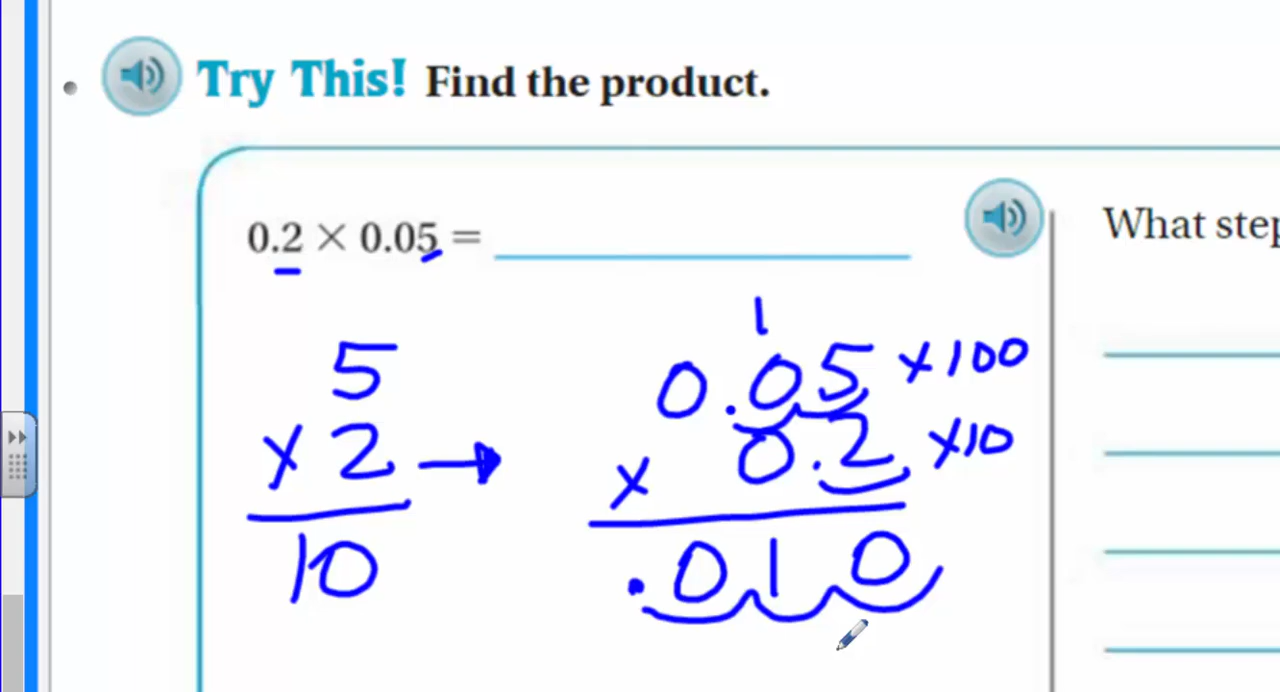 Try This! Find the product.
0.2 × 0.05 =
What step
5
× 2
10
1
0.05 ×100
× 0.2 ×10
.010